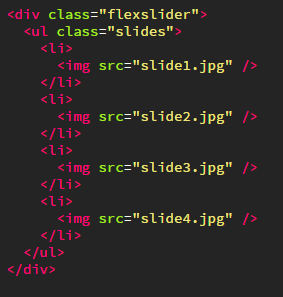 <div class="flexslider">
  <ul class="slides">
    <li>
      <img src="slide1.jpg" />
    </li>
    <li>
      <img src="slide2.jpg" />
    </li>
    <li>
      <img src="slide3.jpg" />
    </li>
    <li>
      <img src="slide4.jpg" />
    </li>
  </ul>
</div>